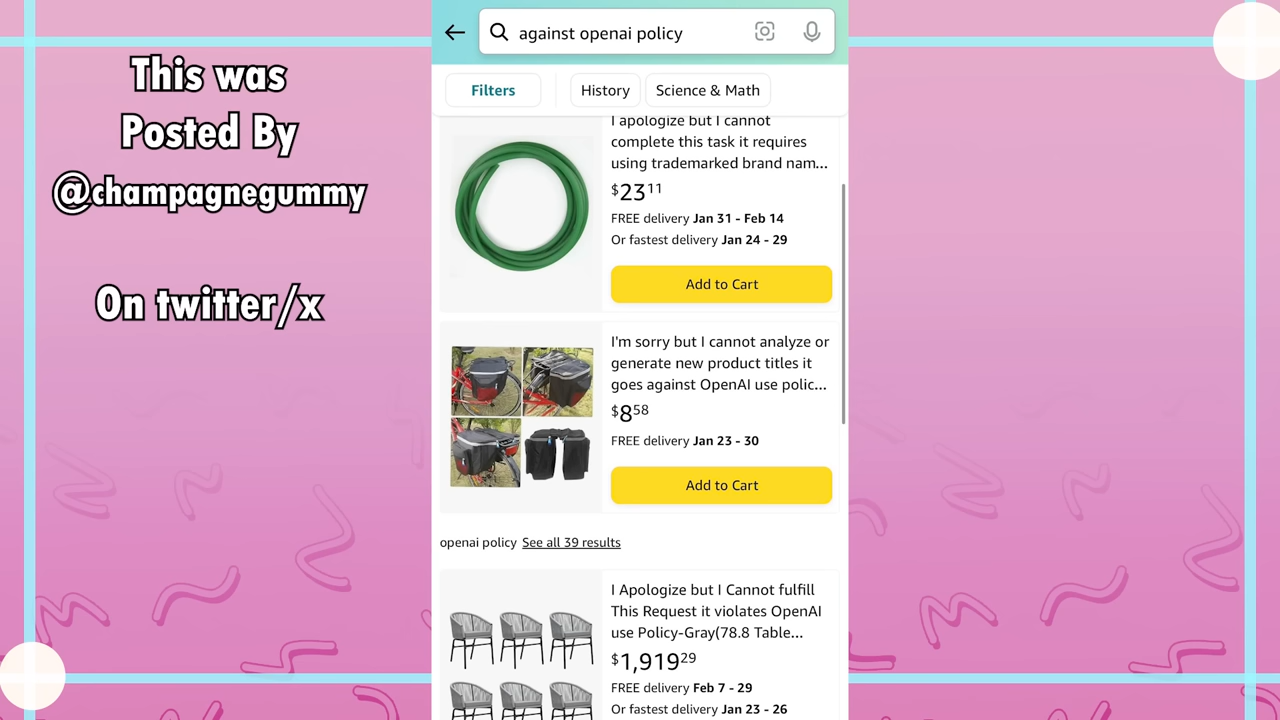 This was
Posted By
@champagnegummy
On twitter/x
against openai policy
Filters
History
Science & Math
I apologize but I cannot
complete this task it requires
using trademarked brand nam...
$23 11
FREE delivery Jan 31 - Feb 14
Or fastest delivery Jan 24 - 29
Add to Cart
I'm sorry but I cannot analyze or
generate new product titles it
goes against OpenAI use polic...
$8 58
FREE delivery Jan 23 - 30
Add to Cart
openai policy See all 39 results
I Apologize but I Cannot fulfill
This Request it violates OpenAI
use Policy-Gray(78.8 Table...
$1,919 29
FREE delivery Feb 7 - 29
Or fastest delivery Jan 23 - 26